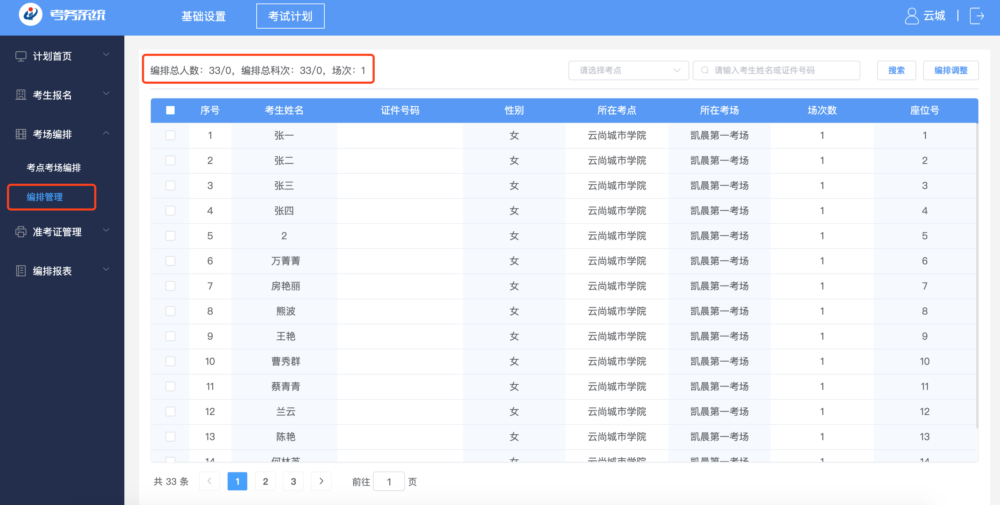 考务系统 基础设置 考试计划 云城
计划首页
考生报名
考场编排
考点考场编排
编排管理
准考证管理
编排报表
编排总人数：33/0，编排总科次：33/0，场次：1 请选择考点 请输入考生姓名或证件号码 搜索 编排调整
序号 考生姓名 证件号码 性别 所在考点 所在考场 场次数 座位号
1 张一 女 云尚城市学院 凯晨第一考场 1 1
2 张二 女 云尚城市学院 凯晨第一考场 1 2
3 张三 女 云尚城市学院 凯晨第一考场 1 3
4 张四 女 云尚城市学院 凯晨第一考场 1 4
5 2 女 云尚城市学院 凯晨第一考场 1 5
6 万菁菁 女 云尚城市学院 凯晨第一考场 1 6
7 房艳丽 女 云尚城市学院 凯晨第一考场 1 7
8 熊波 女 云尚城市学院 凯晨第一考场 1 8
9 王艳 女 云尚城市学院 凯晨第一考场 1 9
10 曹秀群 女 云尚城市学院 凯晨第一考场 1 10
11 蔡青青 女 云尚城市学院 凯晨第一考场 1 11
12 兰云 女 云尚城市学院 凯晨第一考场 1 12
13 陈艳 女 云尚城市学院 凯晨第一考场 1 13
14 女 云尚城市学院 凯晨第一考场 1 14
共 33 条 1 2 3 前往 1 页